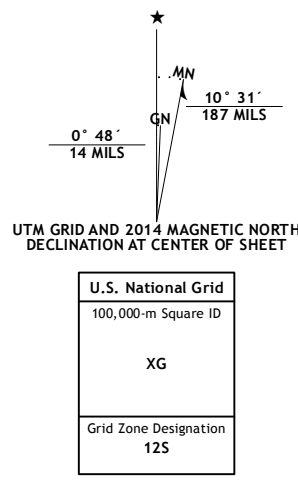 ★
MN
GN
10° 31´
187 MILS
0° 48´
14 MILS
UTM GRID AND 2014 MAGNETIC NORTH
DECLINATION AT CENTER OF SHEET
U.S. National Grid
100,000-m Square ID
XG
Grid Zone Designation
12S